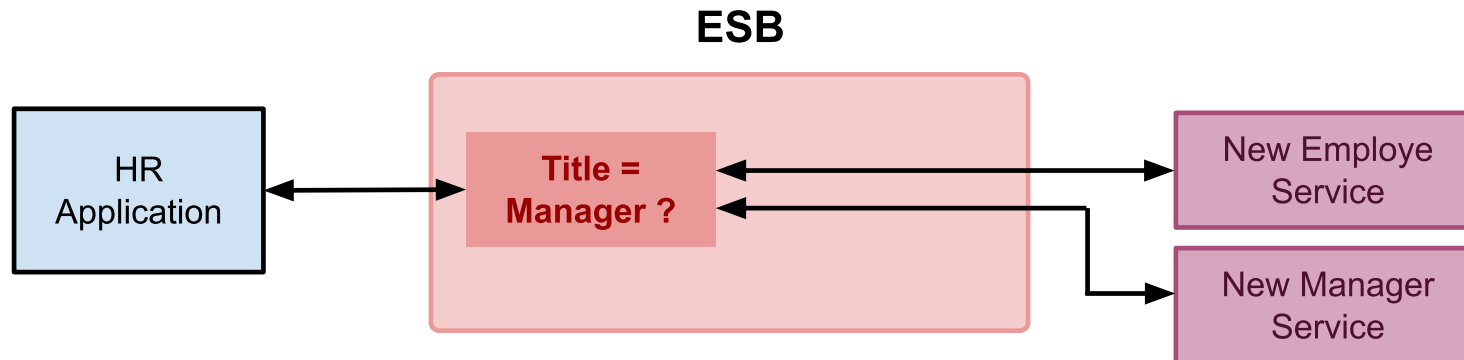 ESB
HR
Application
Title =
Manager ?
New Employe
Service
New Manager
Service